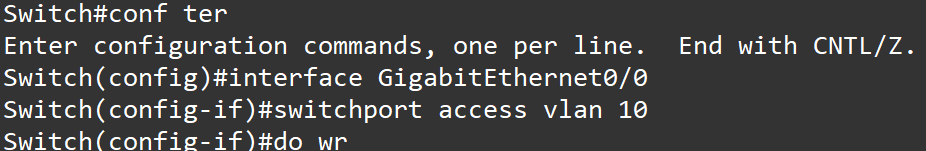 Switch#conf ter
Enter configuration commands, one per line.  End with CNTL/Z.
Switch(config)#interface GigabitEthernet0/0
Switch(config-if)#switchport access vlan 10
Switch(config-if)#do wr